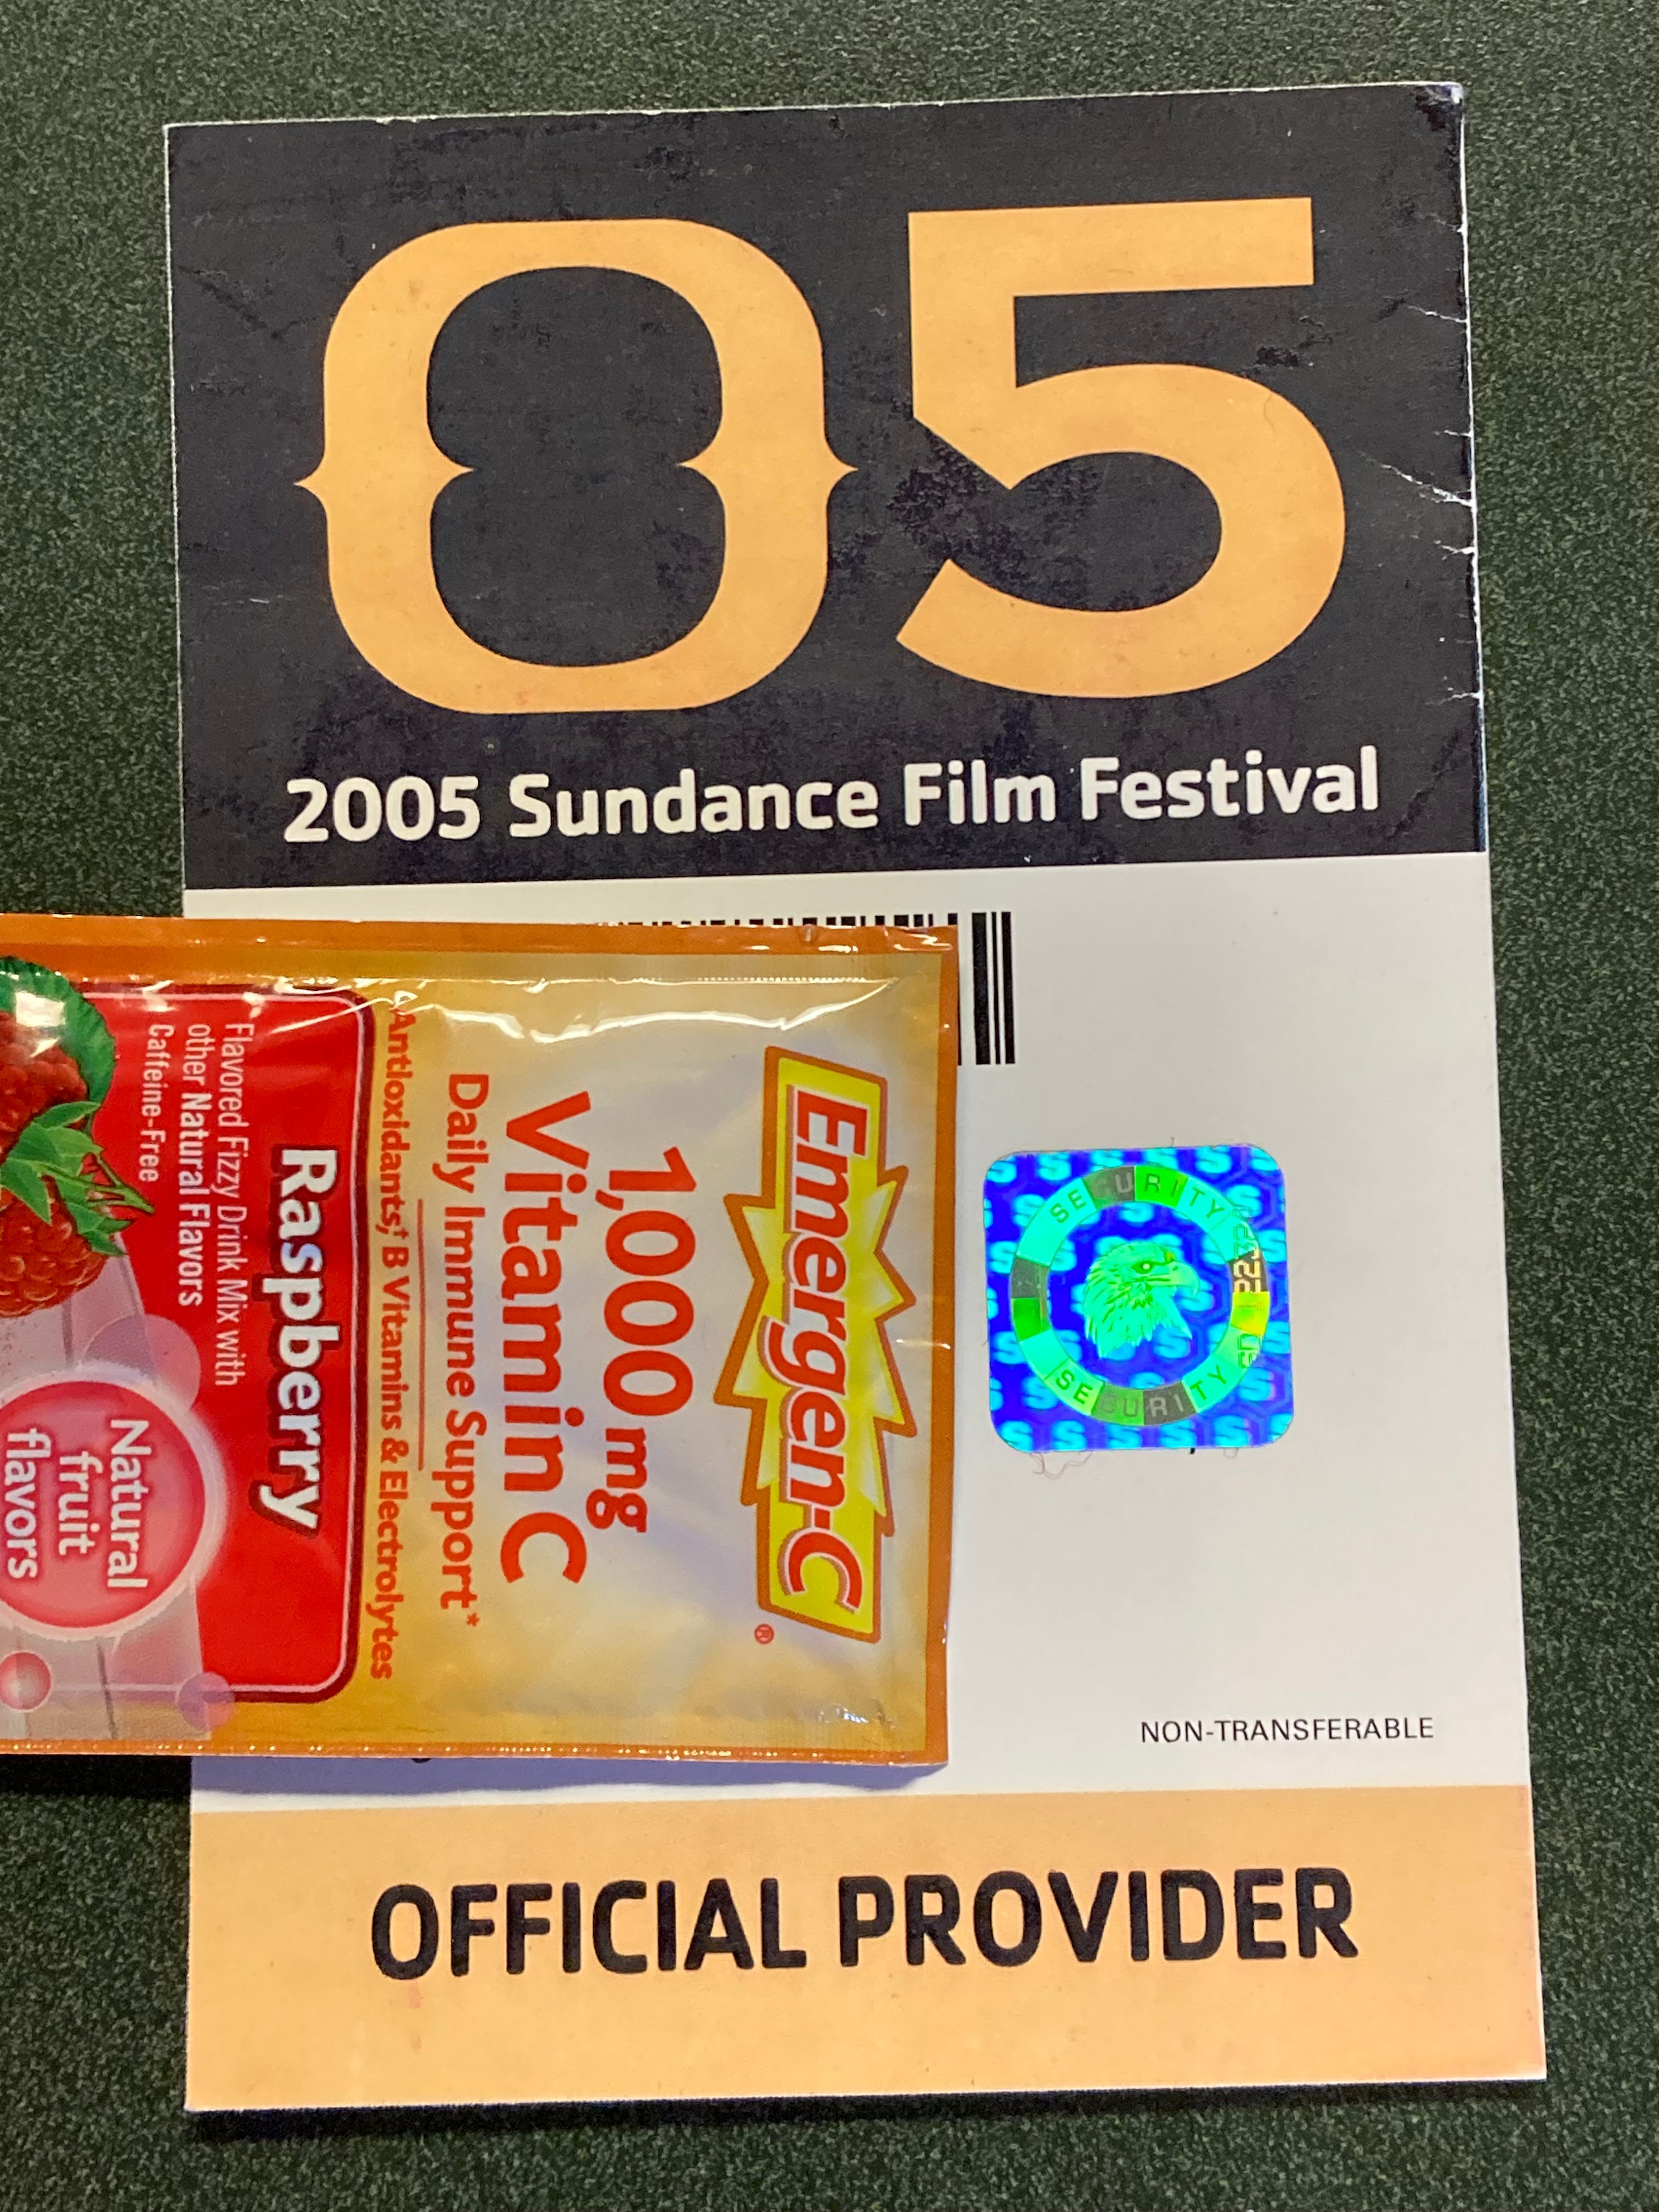 05
2005 Sundance Film Festival
Emergen-C®
1,000 mg
Vitamin C
Daily Immune Support*
Antioxidants,† B Vitamins & Electrolytes
Raspberry
Flavored Fizzy Drink Mix with
other Natural Flavors
Caffeine-Free
Natural
fruit
flavors
SECURITY
SECURITY
NON-TRANSFERABLE
OFFICIAL PROVIDER